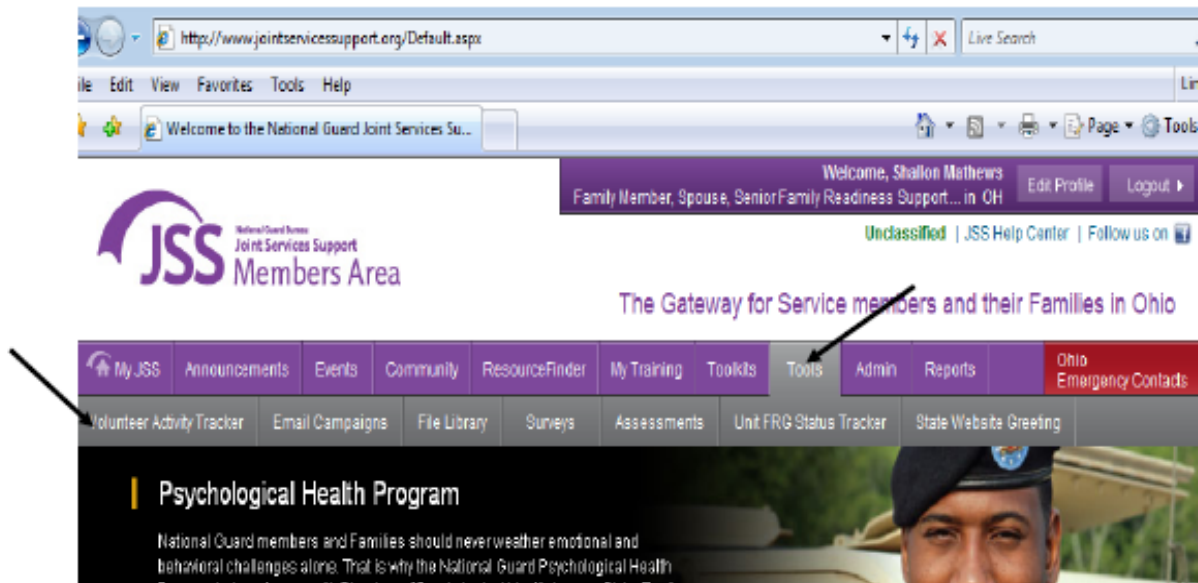 http://www.jointservicessupport.org/Default.aspx
Live Search
Edit View Favorites Tools Help
Welcome to the National Guard Joint Services Su...
Page
Tools
Welcome, Shallon Mathews
Family Member, Spouse, Senior Family Readiness Support... in OH
Edit Profile
Logout
Unclassified | JSS Help Center | Follow us on
JSS
National Guard Bureau
Joint Services Support
Members Area
The Gateway for Service members and their Families in Ohio
My JSS Announcements Events Community ResourceFinder My Training Toolkits Tools Admin Reports
Ohio
Emergency Contacts
Volunteer Activity Tracker Email Campaigns File Library Surveys Assessments Unit FRG Status Tracker State Website Greeting
Psychological Health Program
National Guard members and Families should never weather emotional and
behavioral challenges alone. That is why the National Guard Psychological Health